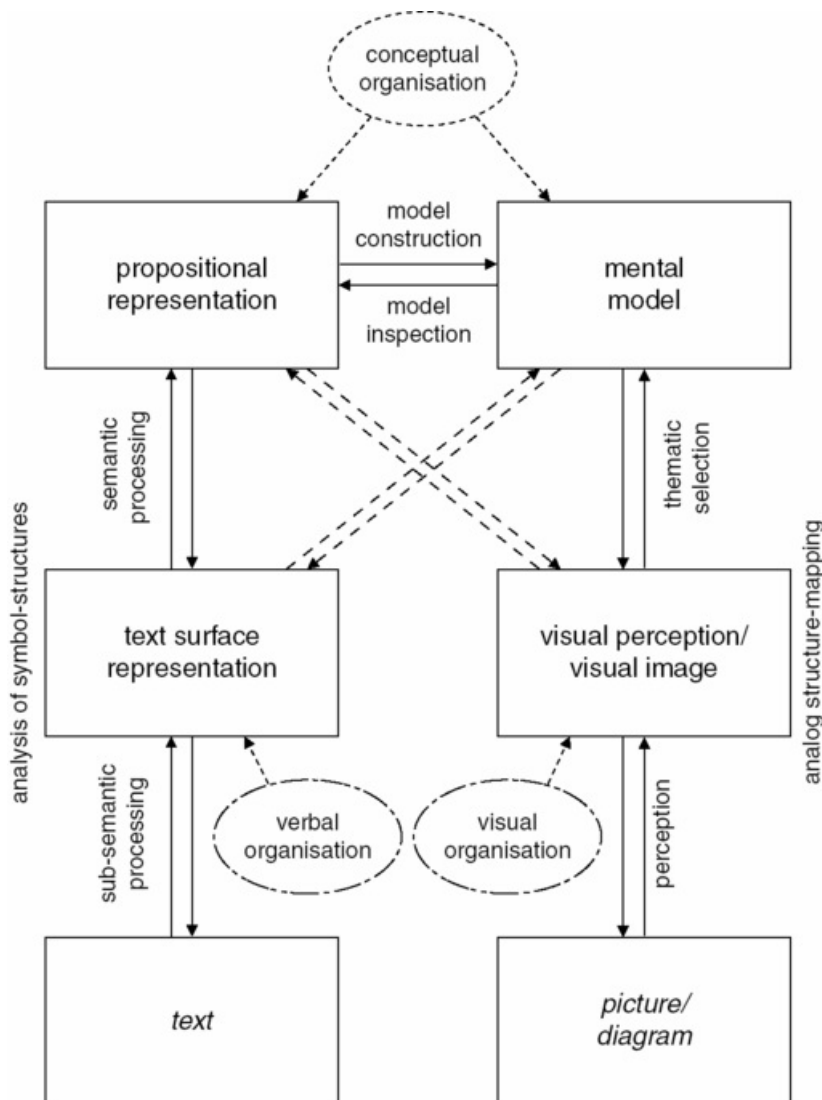 conceptual
organisation
model
construction
propositional
representation
mental
model
model
inspection
semantic
processing
thematic
selection
analysis of symbol-structures
analog structure-mapping
text surface
representation
visual perception/
visual image
sub-semantic
processing
verbal
organisation
visual
organisation
perception
text
picture/
diagram